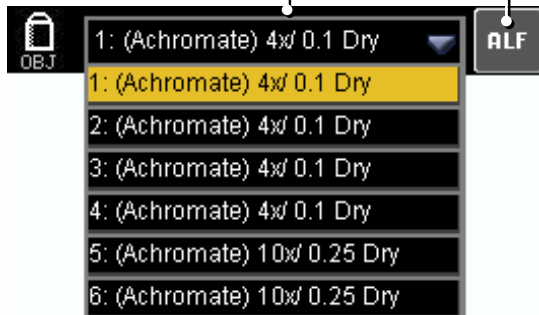 1: (Achromate) 4x/ 0.1 Dry
ALF
OBJ
1: (Achromate) 4x/ 0.1 Dry
2: (Achromate) 4x/ 0.1 Dry
3: (Achromate) 4x/ 0.1 Dry
4: (Achromate) 4x/ 0.1 Dry
5: (Achromate) 10x/ 0.25 Dry
6: (Achromate) 10x/ 0.25 Dry